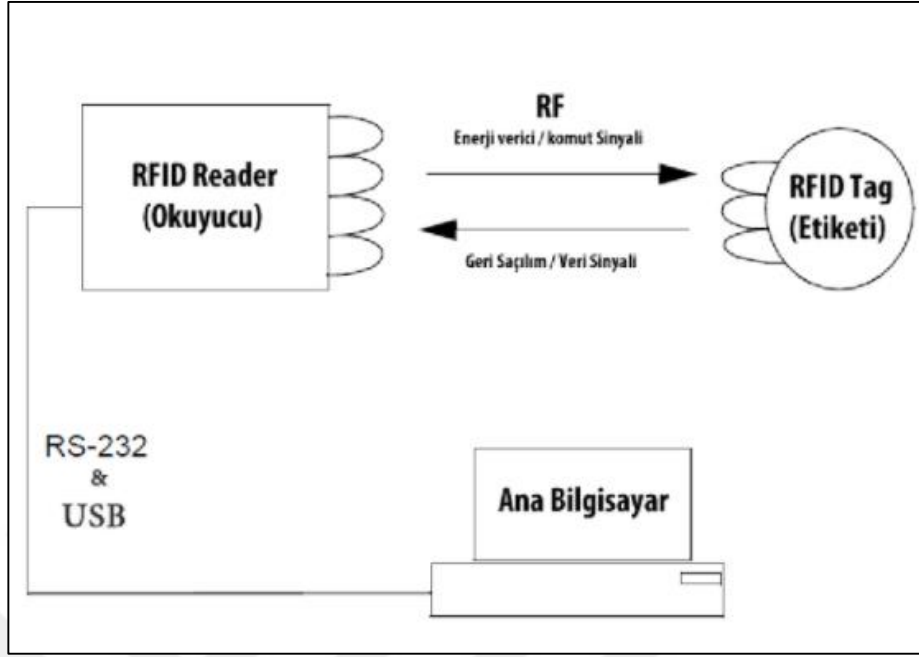 RF
Enerji verici / komut Sinyali
RFID Reader
(Okuyucu)
RFID Tag
(Etiketi)
Geri Saçılım / Veri Sinyali
RS-232
&
USB
Ana Bilgisayar